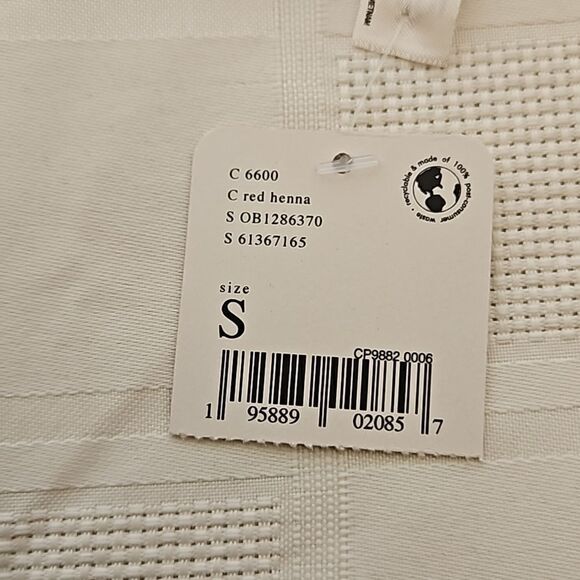 VIETNAM
C 6600
C red henna
S OB1286370
S 61367165
recyclable & made of 100% post-consumer waste •
size
S
CP9882 0006
1 95889 02085 7